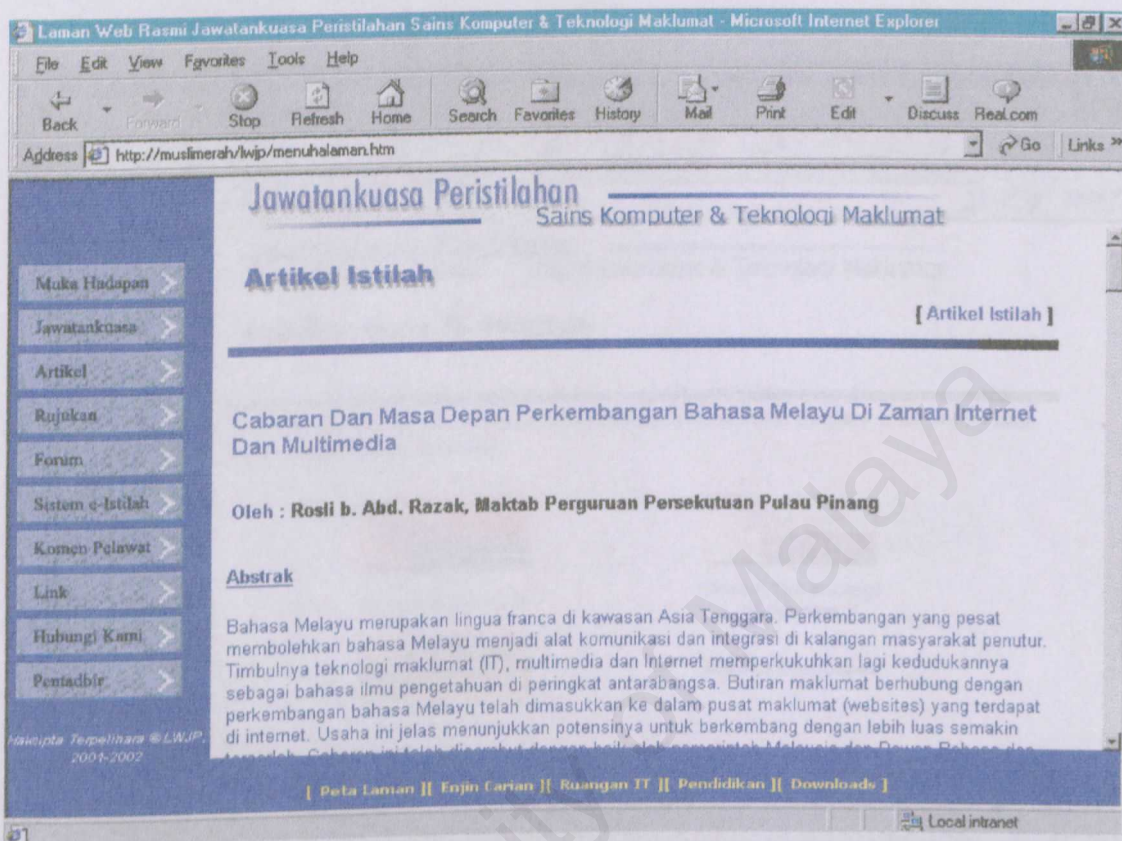 Laman Web Rasmi Jawatankuasa Peristilahan Sains Komputer & Teknologi Maklumat - Microsoft Internet Explorer
File Edit View Favorites Tools Help
Back Forward Stop Refresh Home Search Favorites History Mail Print Edit Discuss Real.com
Address http://muslimerah/lwjp/menuhalaman.htm Go Links »
Jawatankuasa Peristilahan
Sains Komputer & Teknologi Maklumat
Muka Hadapan
Jawatankuasa
Artikel
Rujukan
Forum
Sistem e-Istilah
Komen Pelawat
Link
Hubungi Kami
Pentadbir
Hakcipta Terpelihara © LWJP
2001-2002
Artikel Istilah
[ Artikel Istilah ]
Cabaran Dan Masa Depan Perkembangan Bahasa Melayu Di Zaman Internet
Dan Multimedia
Oleh : Rosli b. Abd. Razak, Maktab Perguruan Persekutuan Pulau Pinang
Abstrak
Bahasa Melayu merupakan lingua franca di kawasan Asia Tenggara. Perkembangan yang pesat
membolehkan bahasa Melayu menjadi alat komunikasi dan integrasi di kalangan masyarakat penutur.
Timbulnya teknologi maklumat (IT), multimedia dan Internet memperkukuhkan lagi kedudukannya
sebagai bahasa ilmu pengetahuan di peringkat antarabangsa. Butiran maklumat berhubung dengan
perkembangan bahasa Melayu telah dimasukkan ke dalam pusat maklumat (websites) yang terdapat
di internet. Usaha ini jelas menunjukkan potensinya untuk berkembang dengan lebih luas semakin
[ Peta Laman ][ Enjin Carian ][ Ruangan IT ][ Pendidikan ][ Downloads ]
Local intranet
University of Malaya